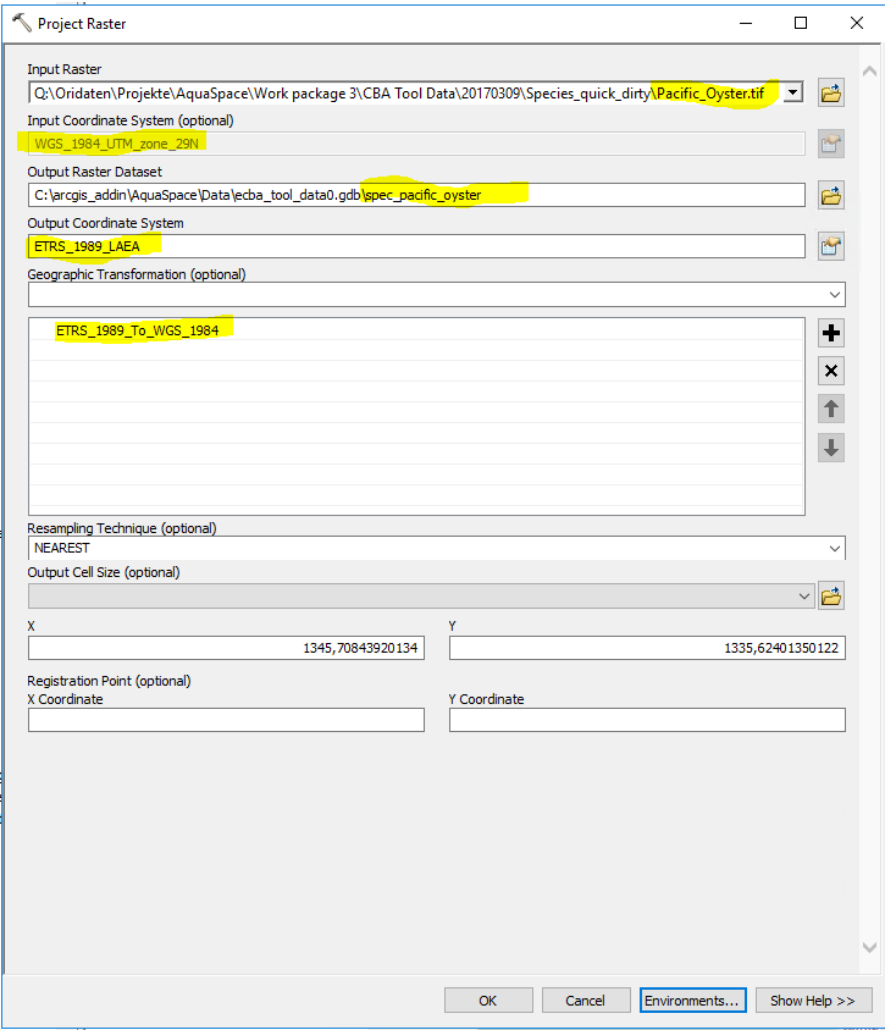 Project Raster
Input Raster
Q:\Oridaten\Projekte\AquaSpace\Work package 3\CBA Tool Data\20170309\Species_quick_dirty\Pacific_Oyster.tif
Input Coordinate System (optional)
WGS_1984_UTM_zone_29N
Output Raster Dataset
C:\arcgis_addin\AquaSpace\Data\ecba_tool_data0.gdb\spec_pacific_oyster
Output Coordinate System
ETRS_1989_LAEA
Geographic Transformation (optional)
ETRS_1989_To_WGS_1984
Resampling Technique (optional)
NEAREST
Output Cell Size (optional)
X Y
1345,70843920134 1335,62401350122
Registration Point (optional)
X Coordinate Y Coordinate
OK Cancel Environments... Show Help >>